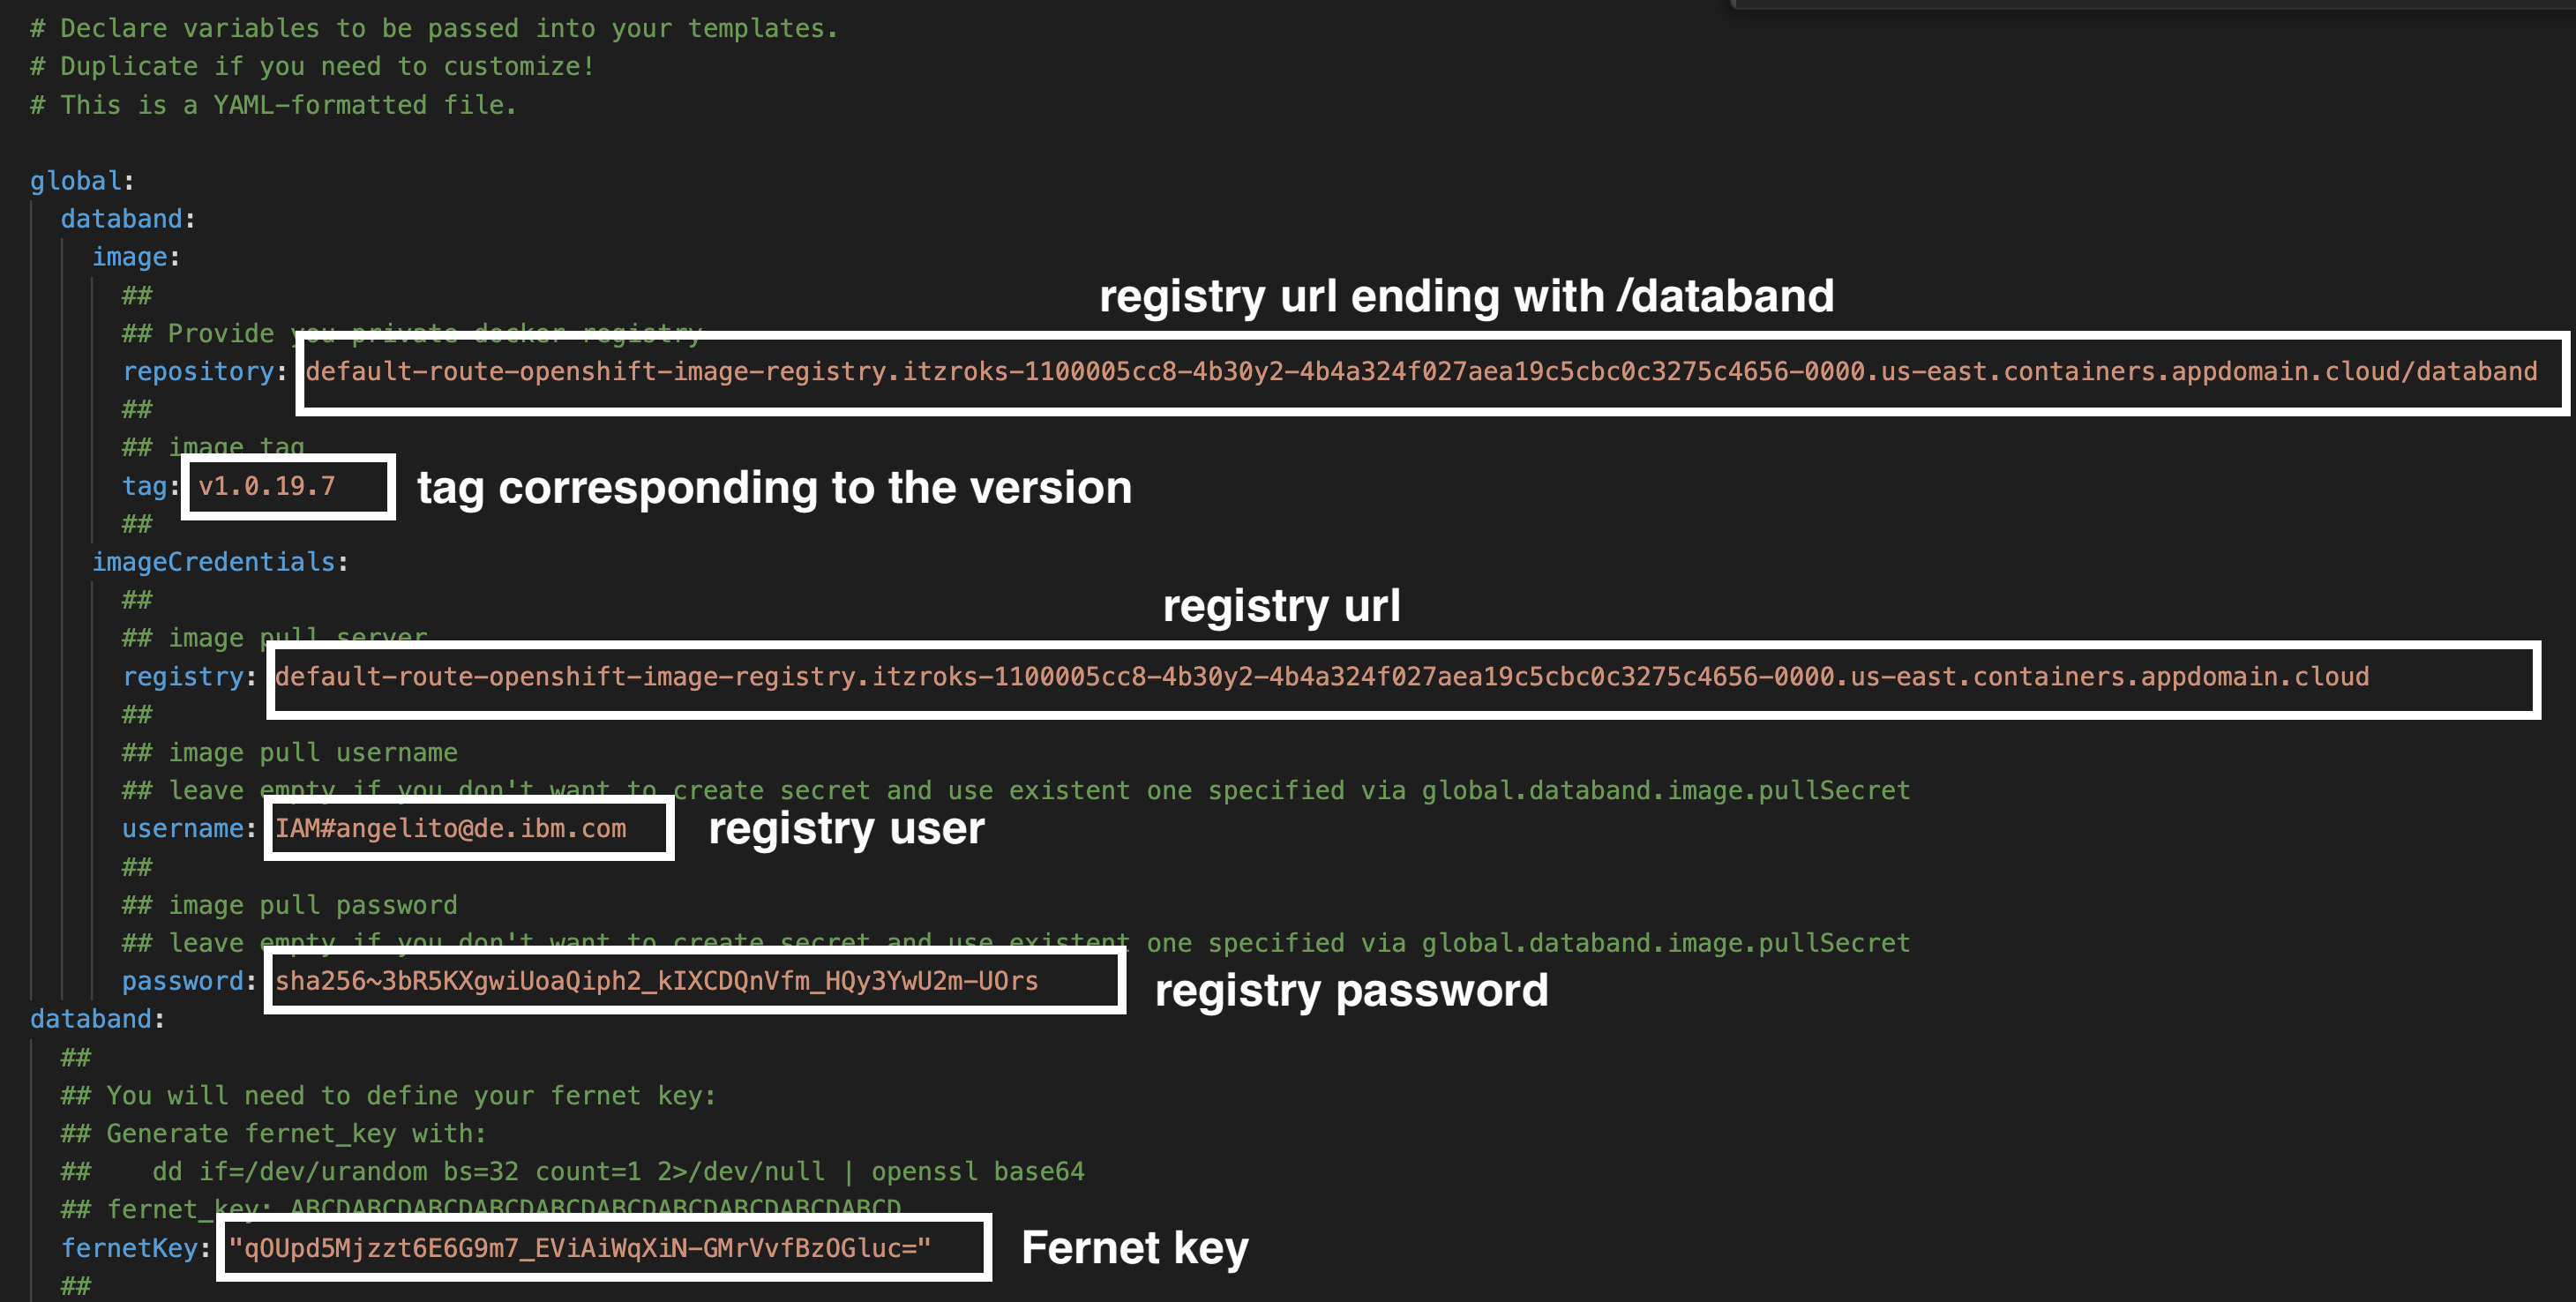 # Declare variables to be passed into your templates.
# Duplicate if you need to customize!
# This is a YAML-formatted file.
global:
databand:
image:
##
registry url ending with /databand
## Provide you private docker registry
repository: default-route-openshift-image-registry.itzroks-1100005cc8-4b30y2-4b4a324f027aea19c5cbc0c3275c4656-0000.us-east.containers.appdomain.cloud/databand
##
## image tag
tag: v1.0.19.7 tag corresponding to the version
##
imageCredentials:
##
registry url
## image pull server
registry: default-route-openshift-image-registry.itzroks-1100005cc8-4b30y2-4b4a324f027aea19c5cbc0c3275c4656-0000.us-east.containers.appdomain.cloud
##
## image pull username
## leave empty if you don't want to create secret and use existent one specified via global.databand.image.pullSecret
username: IAM#angelito@de.ibm.com registry user
##
## image pull password
## leave empty if you don't want to create secret and use existent one specified via global.databand.image.pullSecret
password: sha256~3bR5KXgwiUoaQiph2_kIXCDQnVfm_HQy3YwU2m-UOrs registry password
databand:
##
## You will need to define your fernet key:
## Generate fernet_key with:
##    dd if=/dev/urandom bs=32 count=1 2>/dev/null | openssl base64
## fernet_key: ABCDABCDABCDABCDABCDABCDABCDABCDABCDABCD
fernetKey: "qOUpd5Mjzzt6E6G9m7_EViAiWqXiN-GMrVvfBzOGluc=" Fernet key
##